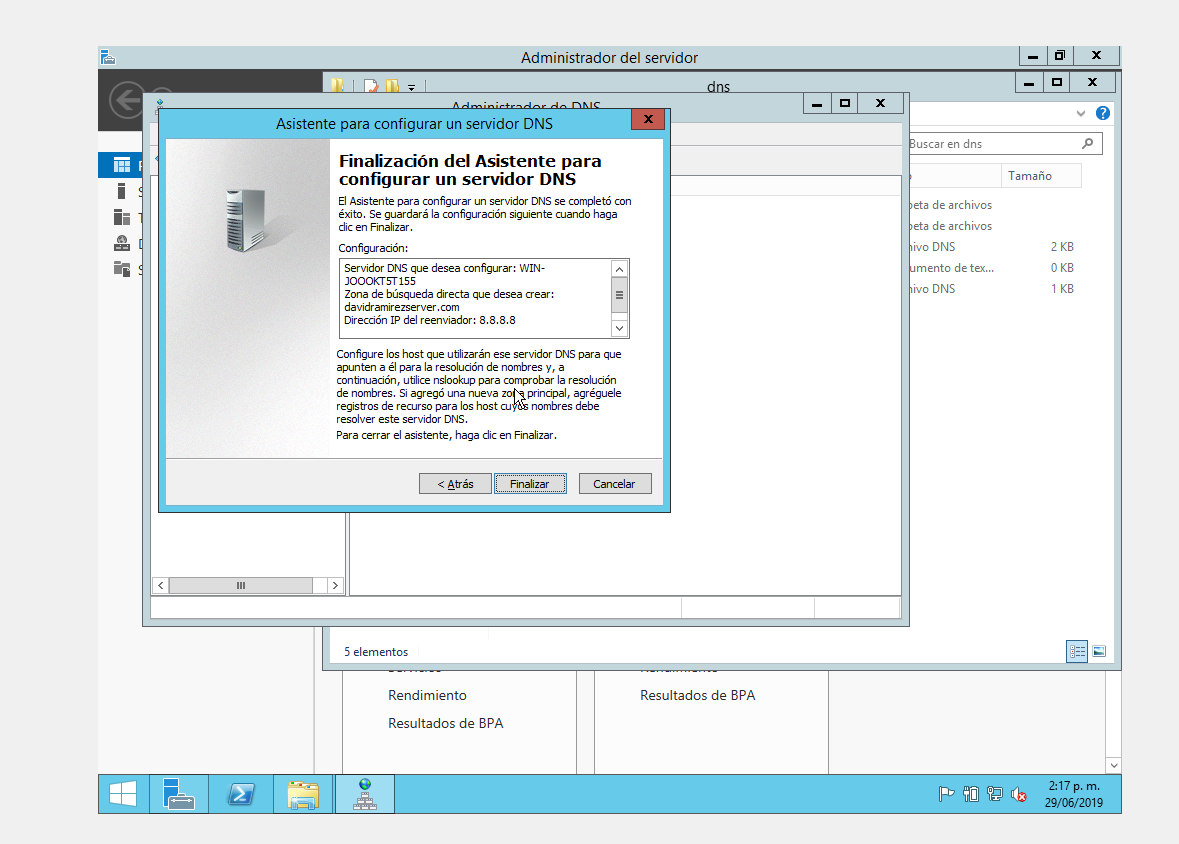 Administrador del servidor
dns
Administrador de DNS
Asistente para configurar un servidor DNS
Finalización del Asistente para
configurar un servidor DNS
El Asistente para configurar un servidor DNS se completó con
éxito. Se guardará la configuración siguiente cuando haga
clic en Finalizar.
Configuración:
Servidor DNS que desea configurar: WIN-
JOOOKT5T155
Zona de búsqueda directa que desea crear:
davidramirezserver.com
Dirección IP del reenviador: 8.8.8.8
Configure los host que utilizarán ese servidor DNS para que
apunten a él para la resolución de nombres y, a
continuación, utilice nslookup para comprobar la resolución
de nombres. Si agregó una nueva zona principal, agréguele
registros de recurso para los host cuyos nombres debe
resolver este servidor DNS.
Para cerrar el asistente, haga clic en Finalizar.
< Atrás
Finalizar
Cancelar
Buscar en dns
Tamaño
peta de archivos
peta de archivos
hivo DNS 2 KB
umento de tex... 0 KB
hivo DNS 1 KB
5 elementos
Servicios
Rendimiento
Rendimiento
Resultados de BPA
Resultados de BPA
2:17 p. m.
29/06/2019